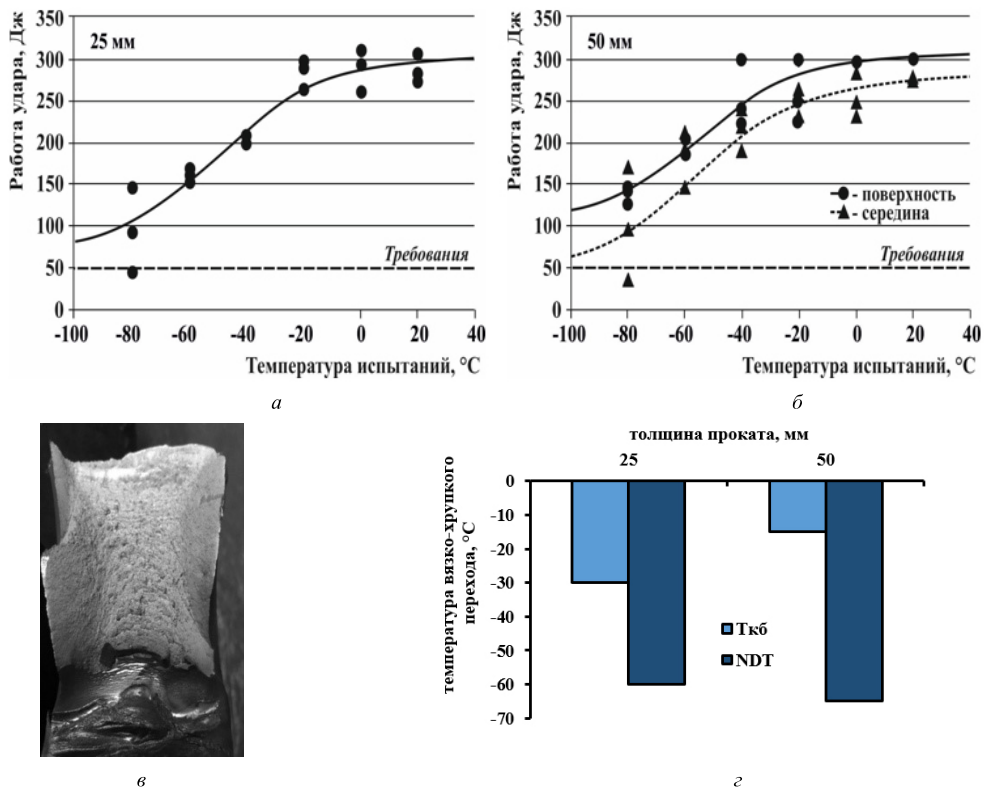 25 мм
Работа удара, Дж
350
300
250
200
150
100
50
0
Требования
-100 -80 -60 -40 -20 0 20 40
Температура испытаний, °С
а
50 мм
Работа удара, Дж
350
300
250
200
150
100
50
0
- поверхность
- середина
Требования
-100 -80 -60 -40 -20 0 20 40
Температура испытаний, °С
б
в
толщина проката, мм
25 50
температура вязко-хрупкого
перехода, °С
0
-10
-20
-30
-40
-50
-60
-70
Ткб
NDT
г